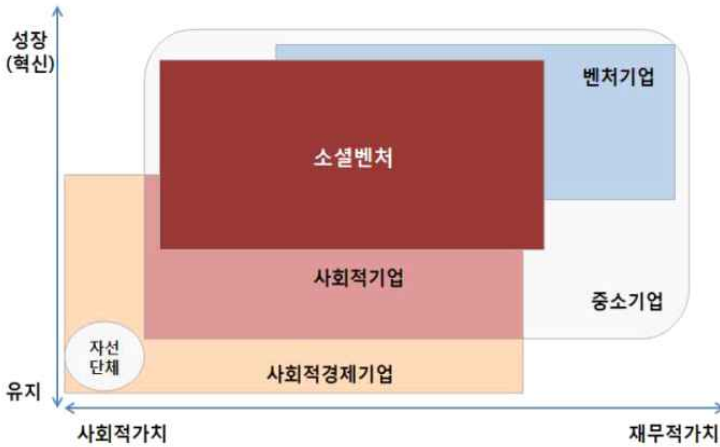 성장
(혁신)
벤처기업
소셜벤처
사회적기업
중소기업
자선
단체
사회적경제기업
유지
사회적가치
재무적가치